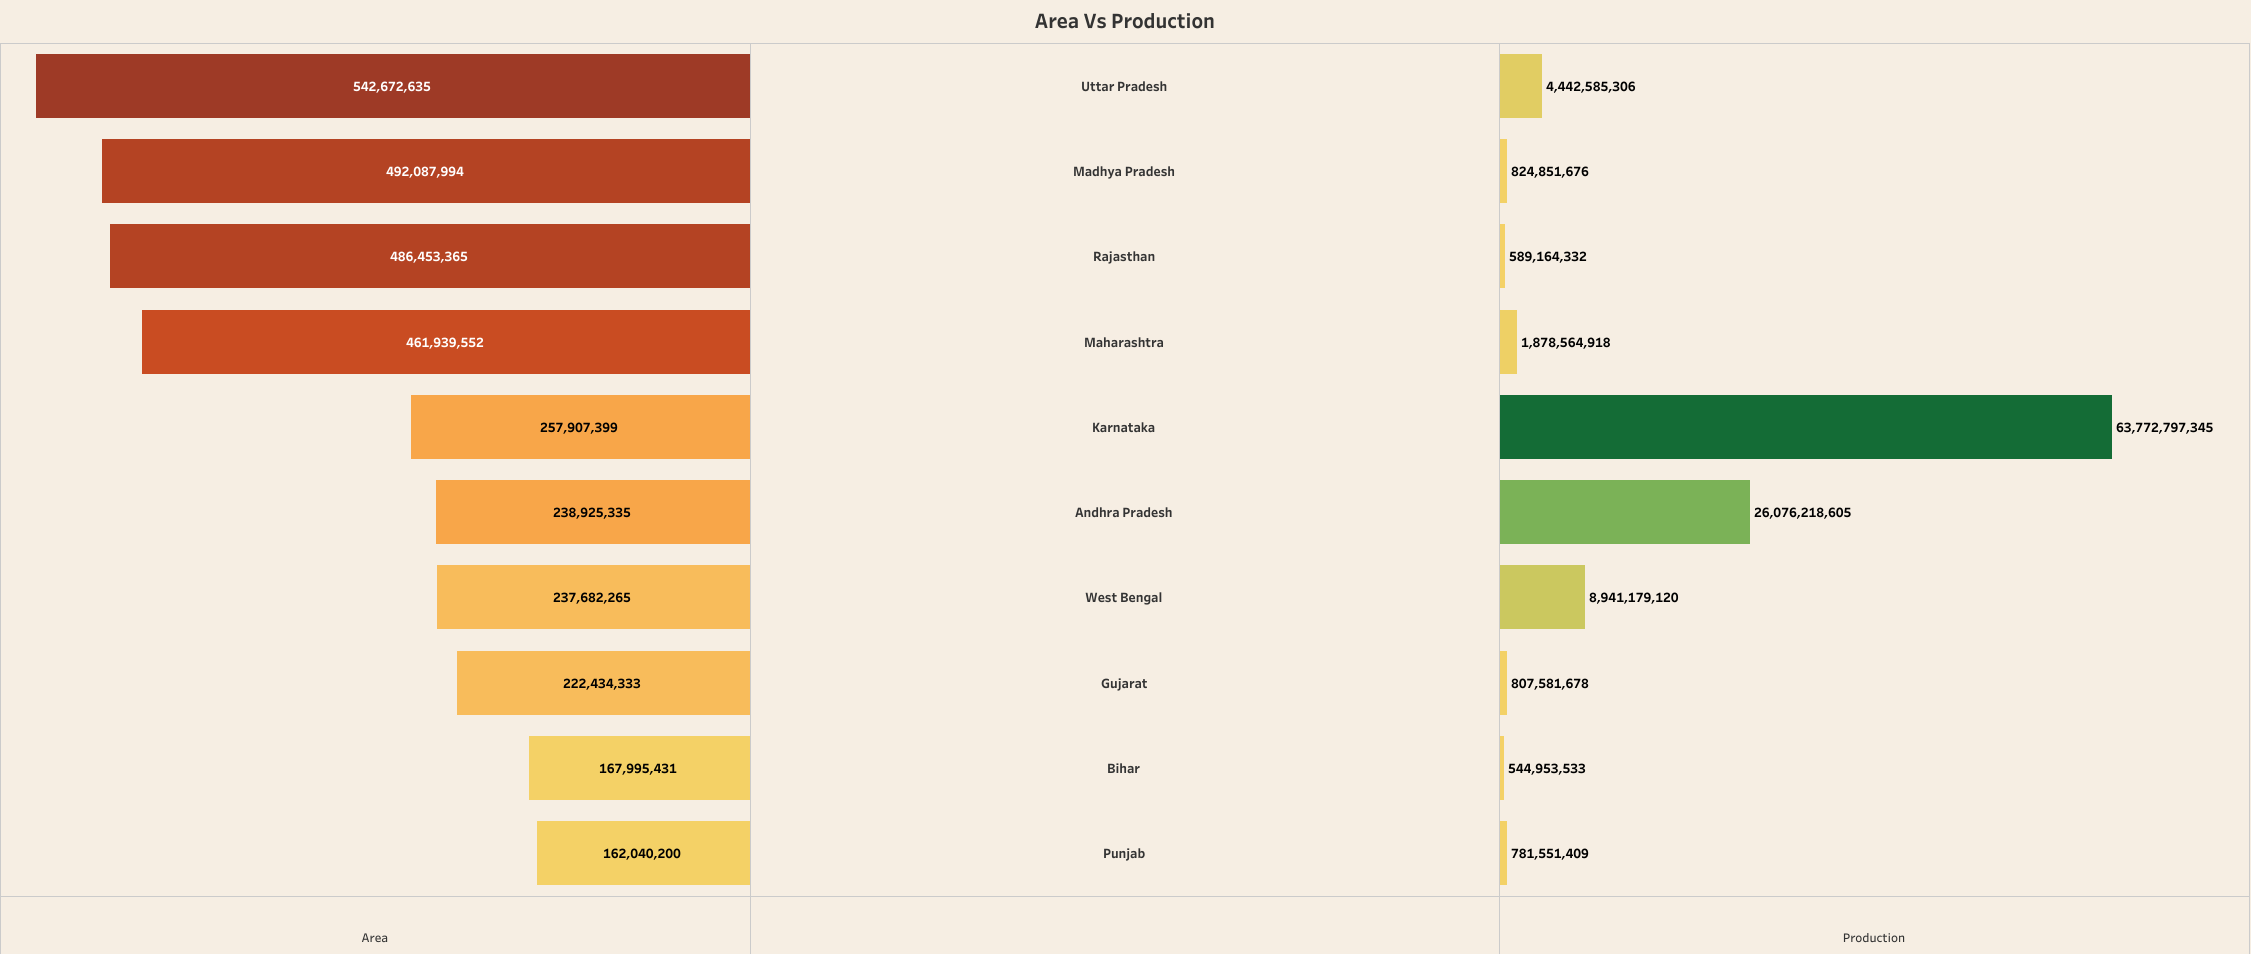 Area Vs Production
542,672,635 Uttar Pradesh 4,442,585,306
492,087,994 Madhya Pradesh 824,851,676
486,453,365 Rajasthan 589,164,332
461,939,552 Maharashtra 1,878,564,918
257,907,399 Karnataka 63,772,797,345
238,925,335 Andhra Pradesh 26,076,218,605
237,682,265 West Bengal 8,941,179,120
222,434,333 Gujarat 807,581,678
167,995,431 Bihar 544,953,533
162,040,200 Punjab 781,551,409
Area Production